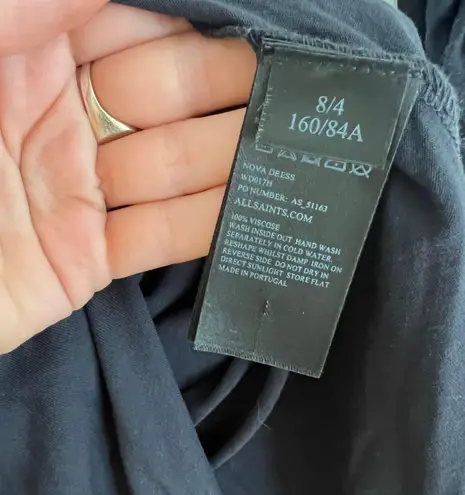 8/4
160/84A
NOVA DRESS
WD017H
PO NUMBER: AS_51163
ALLSAINTS.COM
100% VISCOSE
WASH INSIDE OUT HAND WASH
SEPARATELY IN COLD WATER.
RESHAPE WHILST DAMP IRON ON
REVERSE SIDE DO NOT DRY IN
DIRECT SUNLIGHT STORE FLAT
MADE IN PORTUGAL